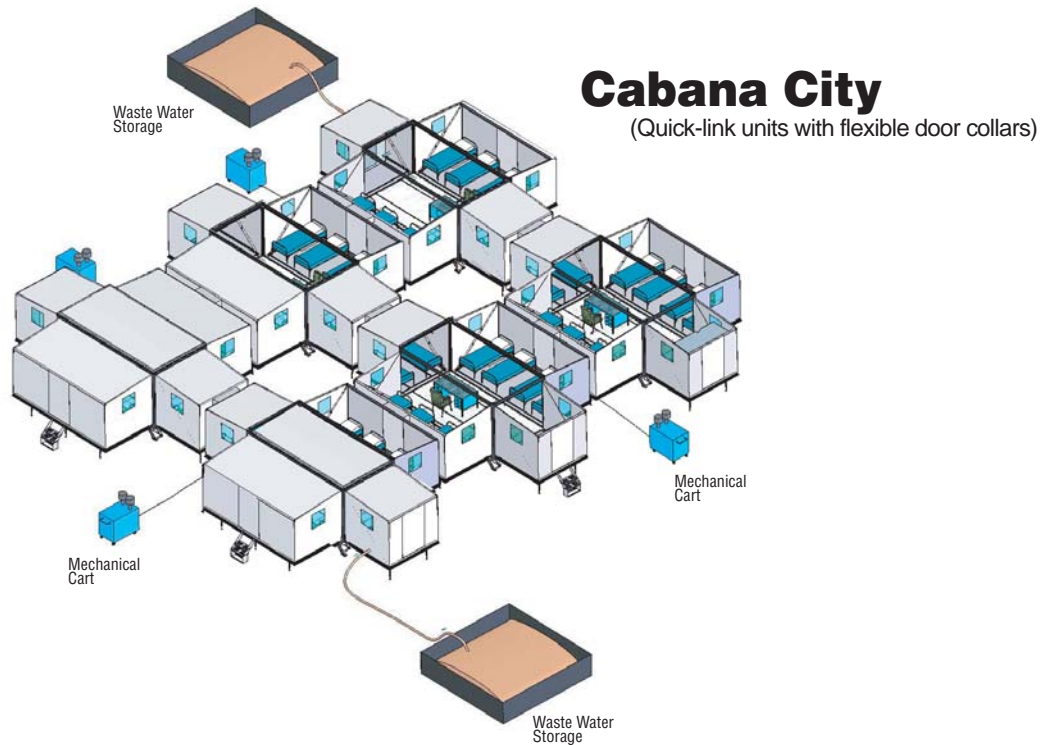 Cabana City
(Quick-link units with flexible door collars)
Waste Water
Storage
Mechanical
Cart
Mechanical
Cart
Waste Water
Storage